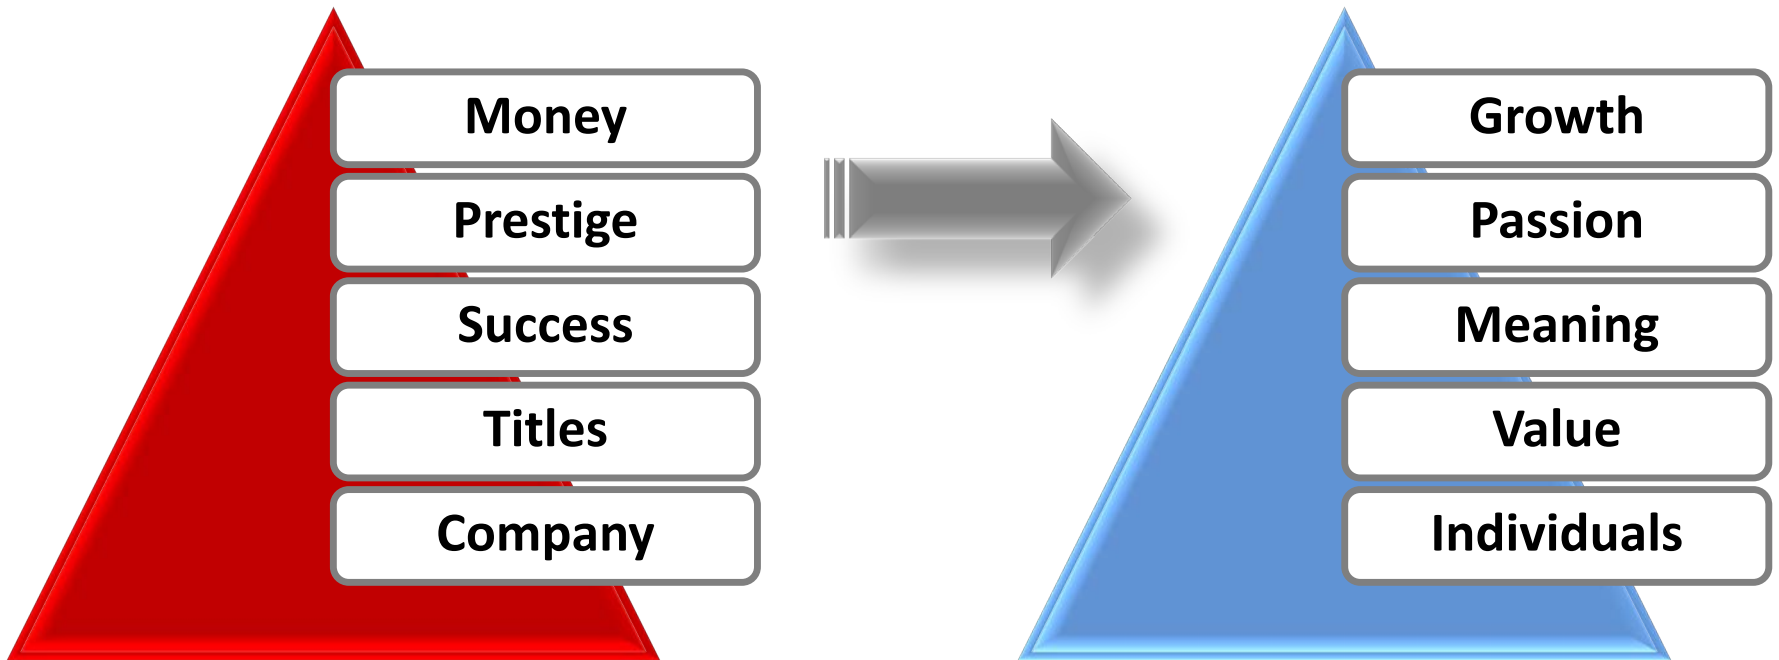 Money
Prestige
Success
Titles
Company
Growth
Passion
Meaning
Value
Individuals